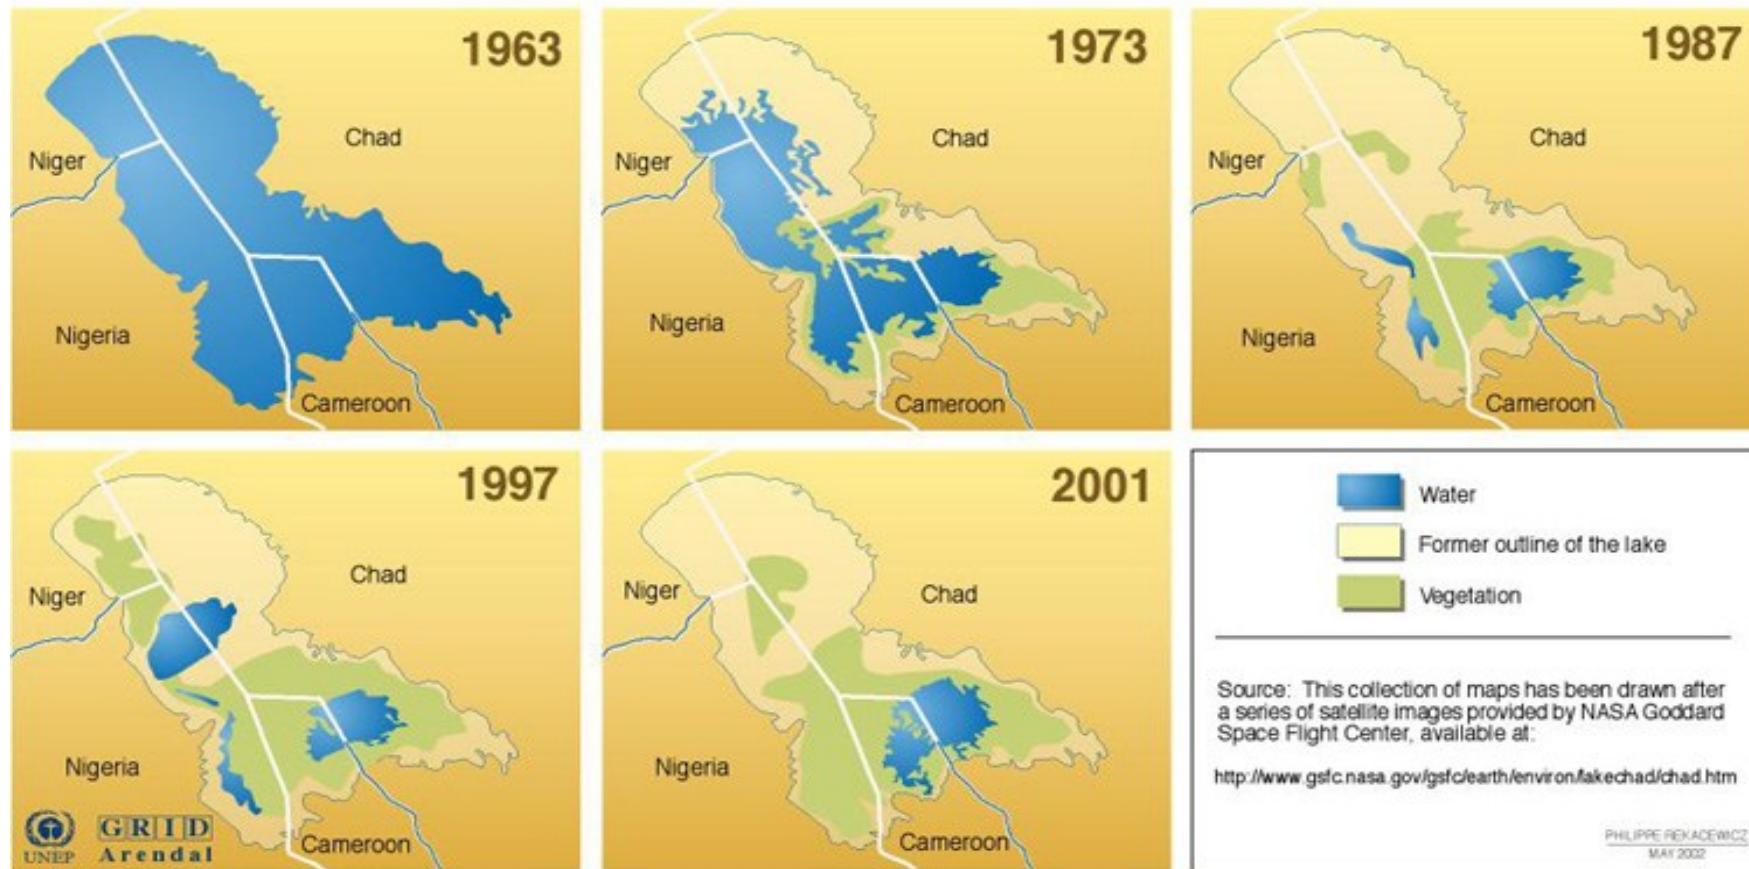 1963
Chad
Niger
Nigeria
Cameroon
1973
Chad
Niger
Nigeria
Cameroon
1987
Chad
Niger
Nigeria
Cameroon
1997
Chad
Niger
Nigeria
Cameroon
UNEP
GRID
Arendal
2001
Chad
Niger
Nigeria
Cameroon
Water
Former outline of the lake
Vegetation
Source: This collection of maps has been drawn after
a series of satellite images provided by NASA Goddard
Space Flight Center, available at:
http://www.gsfc.nasa.gov/gsfc/earth/environ/lakechad/chad.htm
PHILIPPE REKACEWICZ
MAY 2002